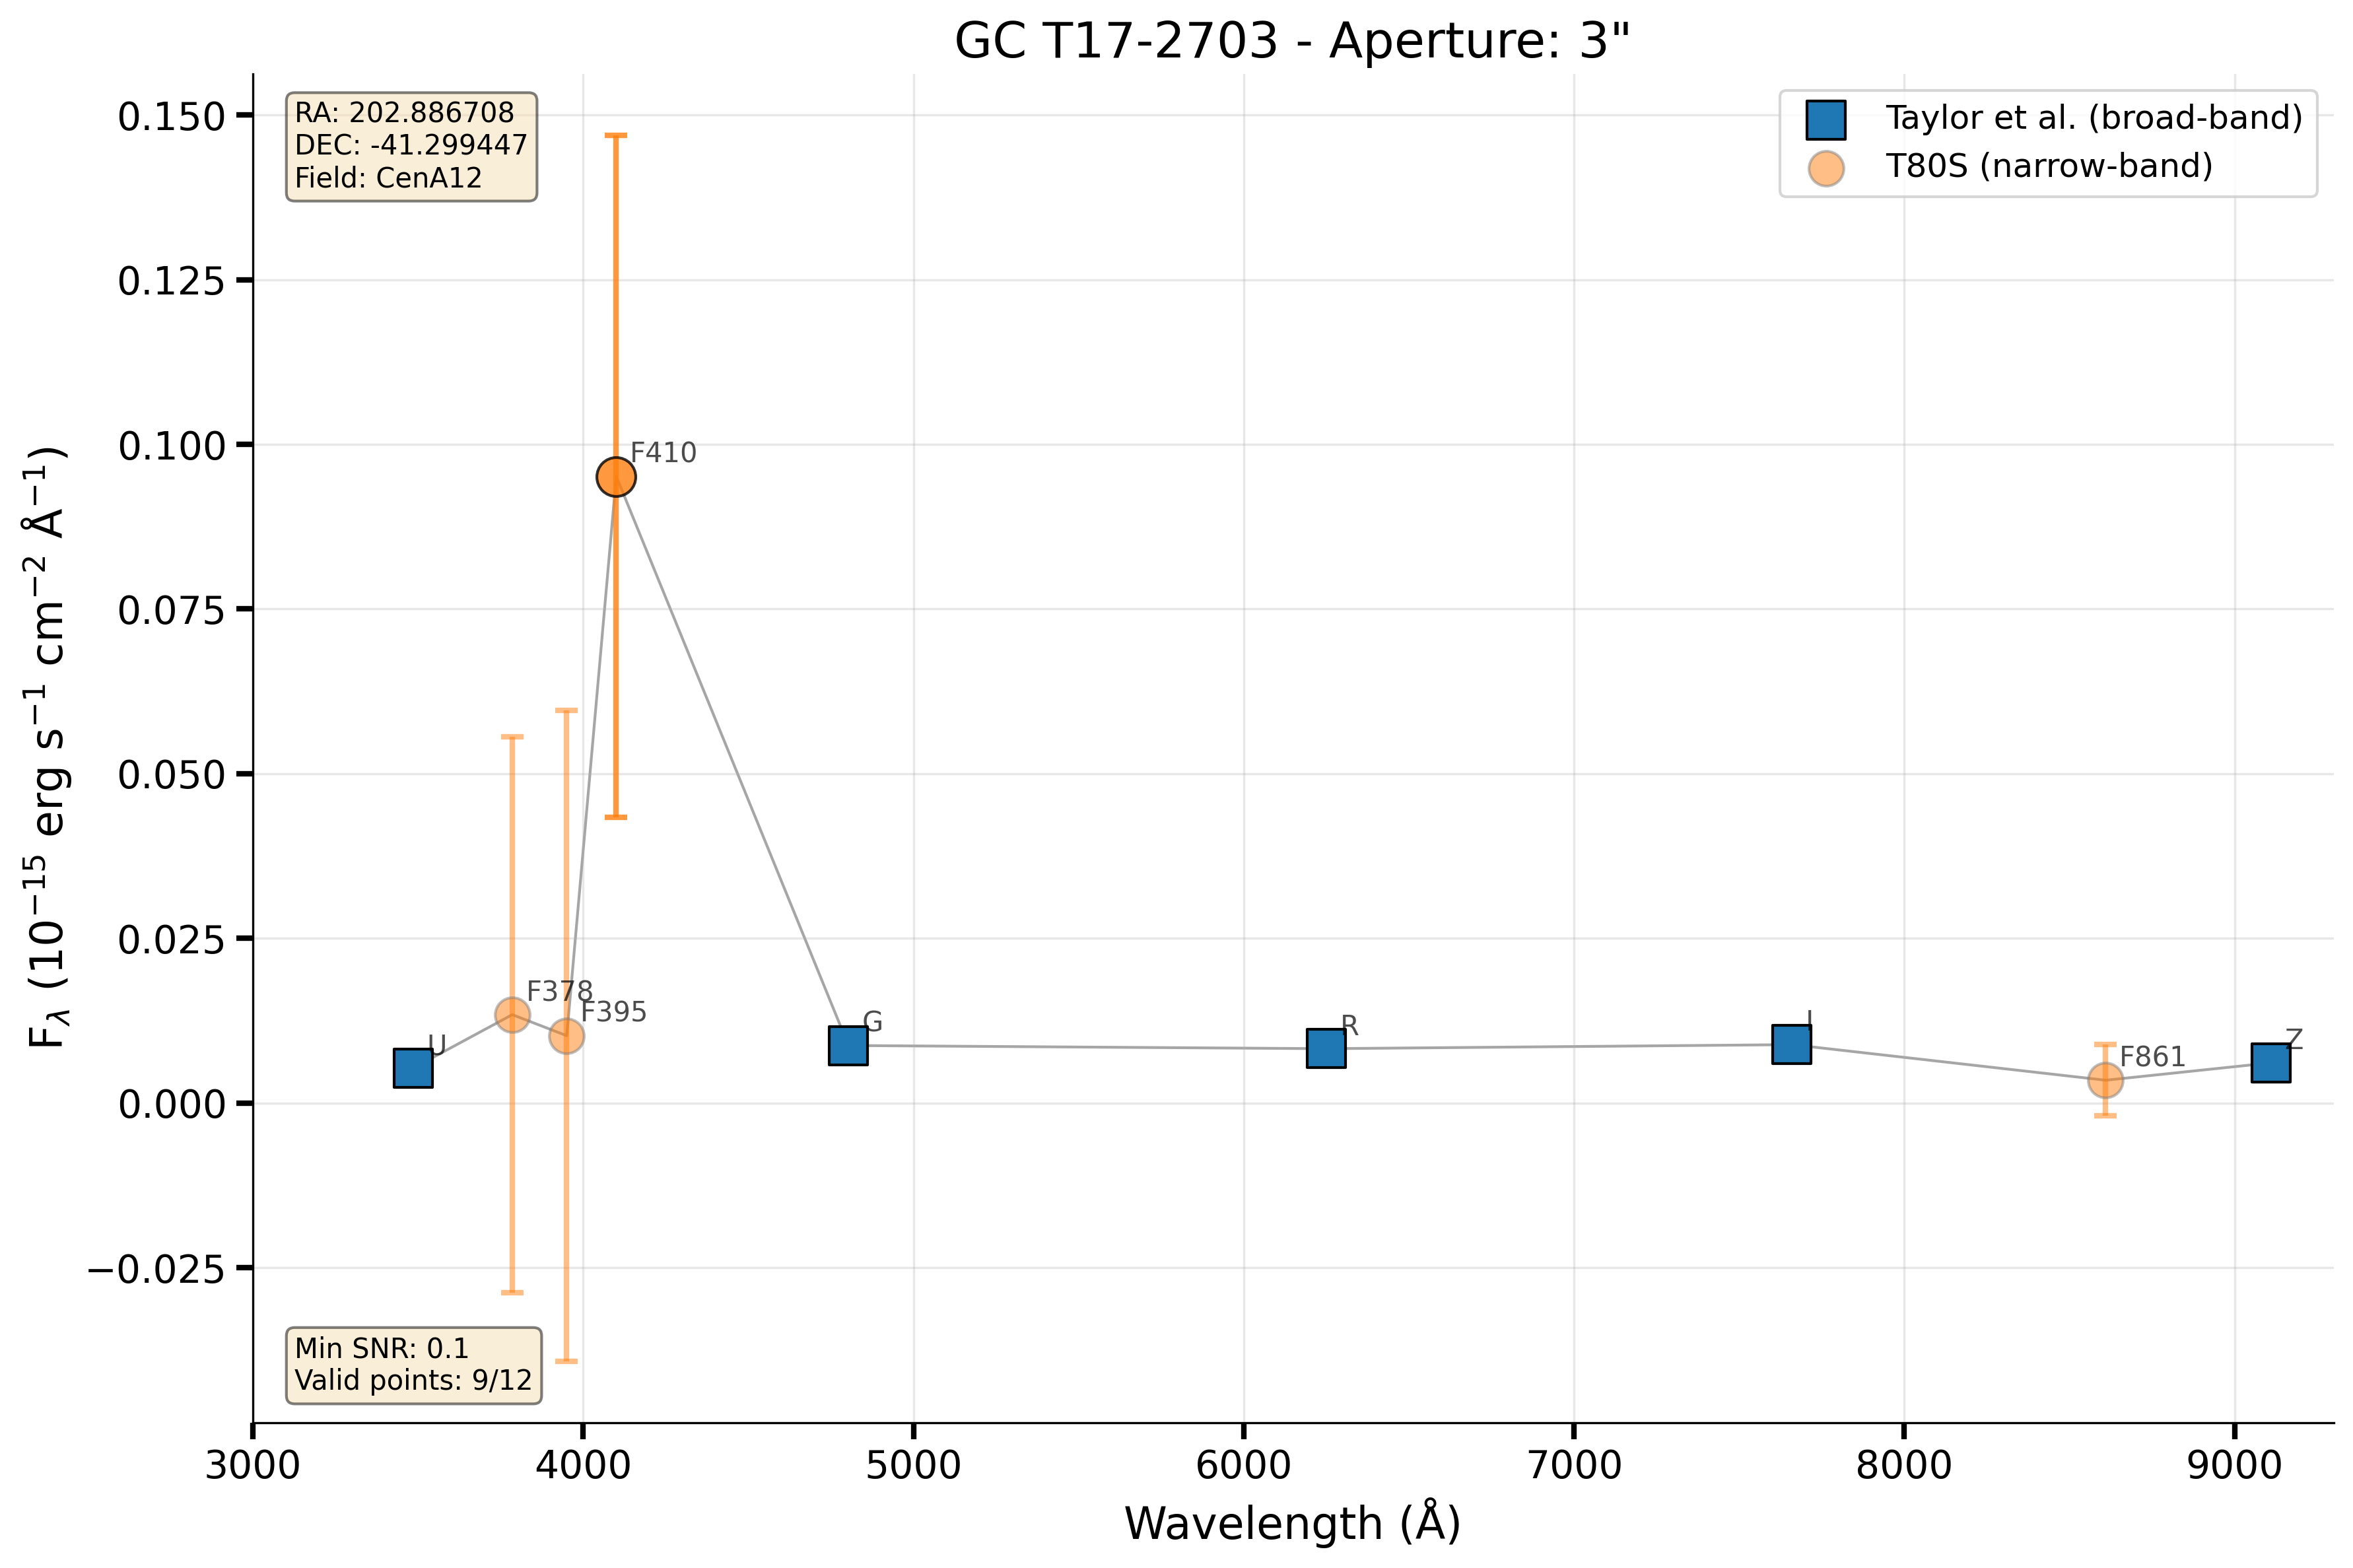 GC T17-2703 - Aperture: 3"
RA: 202.886708
DEC: -41.299447
Field: CenA12
Taylor et al. (broad-band)
T80S (narrow-band)
0.150
0.125
0.100
0.075
0.050
0.025
0.000
−0.025
F410
F378
F395
U
G
R
I
F861
Z
Min SNR: 0.1
Valid points: 9/12
3000 4000 5000 6000 7000 8000 9000
Wavelength (Å)
F_λ (10⁻¹⁵ erg s⁻¹ cm⁻² Å⁻¹)